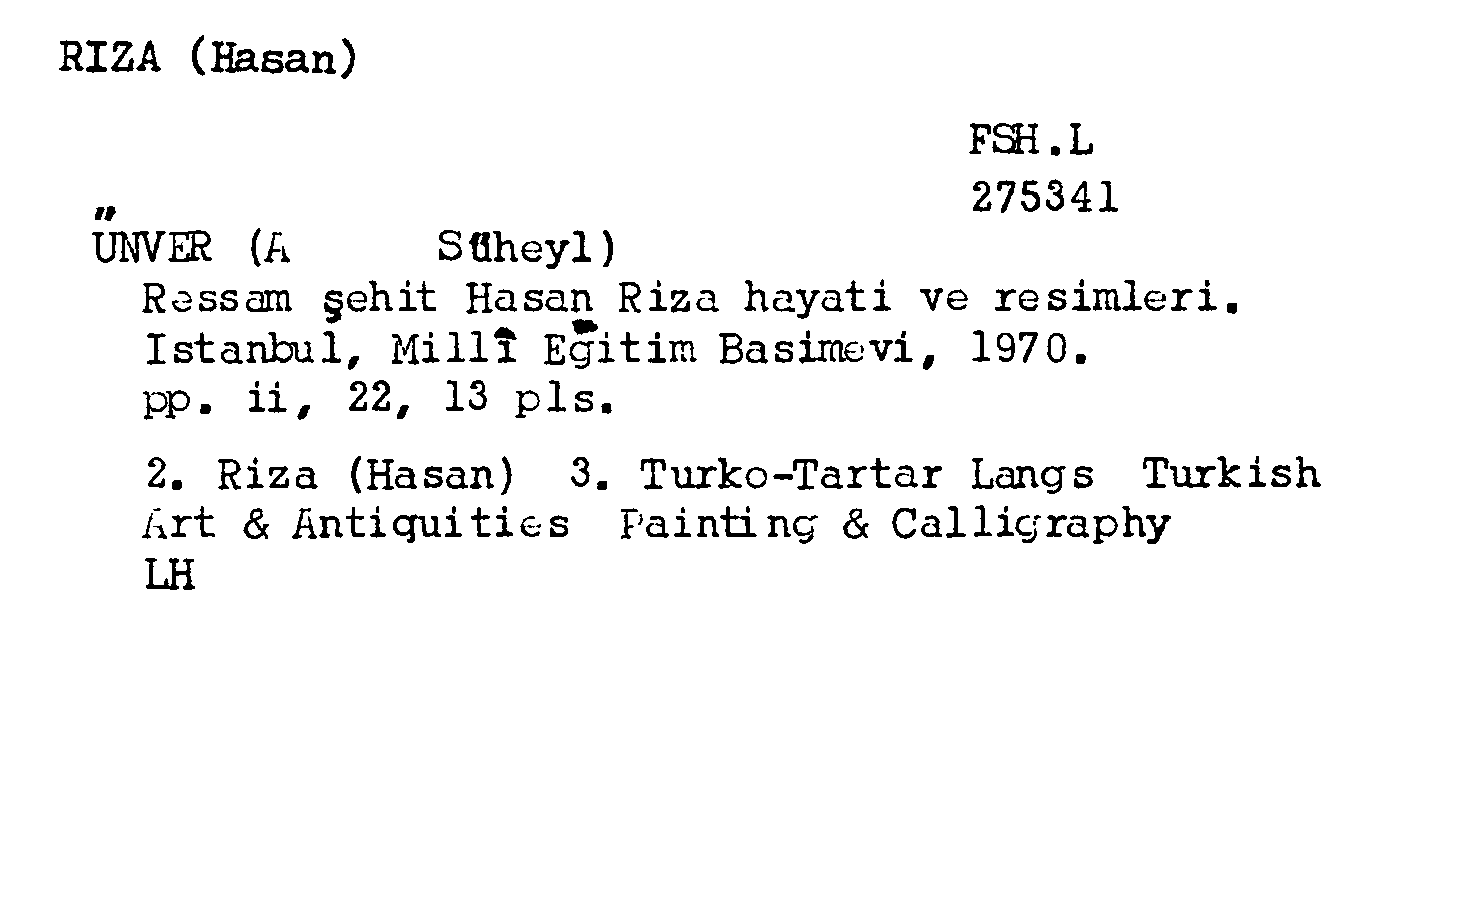 RIZA (Hasan)
FSH.L
275341
ÜNVER (A Süheyl)
Ressam şehit Hasan Riza hayati ve resimleri.
Istanbul, Millî Eğitim Basimevi, 1970.
pp. ii, 22, 13 pls.
2. Riza (Hasan) 3. Turko-Tartar Langs Turkish
Art & Antiquities Painting & Calligraphy
LH